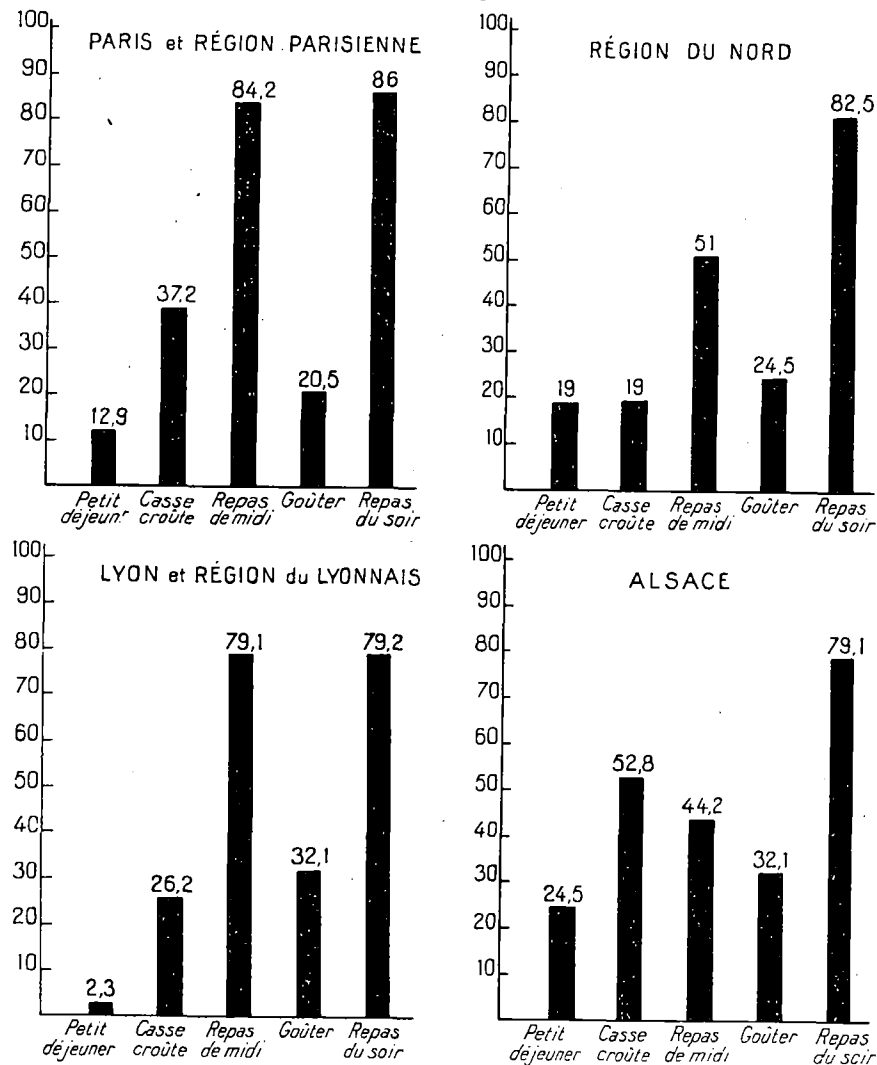 PARIS et RÉGION PARISIENNE
100
90
80
70
60
50
40
30
20
10
12,9
37,2
84,2
20,5
86
Petit déjeun.r
Casse croûte
Repas de midi
Goûter
Repas du soir
RÉGION DU NORD
100
90
80
70
60
50
40
30
20
10
19
19
51
24,5
82,5
Petit déjeuner
Casse croûte
Repas de midi
Goûter
Repas du soir
LYON et RÉGION du LYONNAIS
100
90
80
70
60
50
40
30
20
10
2,3
26,2
79,1
32,1
79,2
Petit déjeuner
Casse croûte
Repas de midi
Goûter
Repas du soir
ALSACE
100
90
80
70
60
50
40
30
20
10
24,5
52,8
44,2
32,1
79,1
Petit déjeuner
Casse croûte
Repas de midi
Goûter
Repas du soir